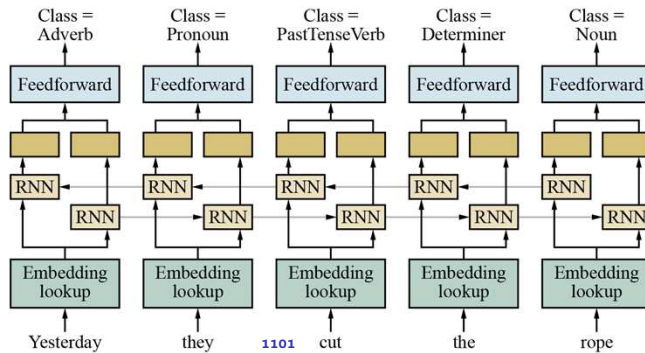 Class = Class = Class = Class = Class =
Adverb Pronoun PastTenseVerb Determiner Noun
Feedforward Feedforward Feedforward Feedforward Feedforward
RNN RNN RNN RNN RNN
RNN RNN RNN RNN RNN
Embedding Embedding Embedding Embedding Embedding
lookup lookup lookup lookup lookup
Yesterday they 1101 cut the rope